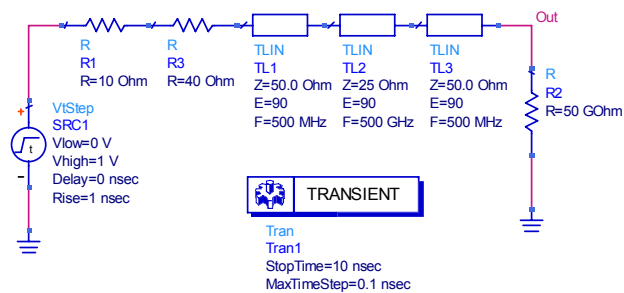 Out
R
R1
R=10 Ohm
R
R3
R=40 Ohm
TLIN
TL1
Z=50.0 Ohm
E=90
F=500 MHz
TLIN
TL2
Z=25 Ohm
E=90
F=500 GHz
TLIN
TL3
Z=50.0 Ohm
E=90
F=500 MHz
R
R2
R=50 GOhm
+
t
-
VtStep
SRC1
Vlow=0 V
Vhigh=1 V
Delay=0 nsec
Rise=1 nsec
TRANSIENT
Tran
Tran1
StopTime=10 nsec
MaxTimeStep=0.1 nsec